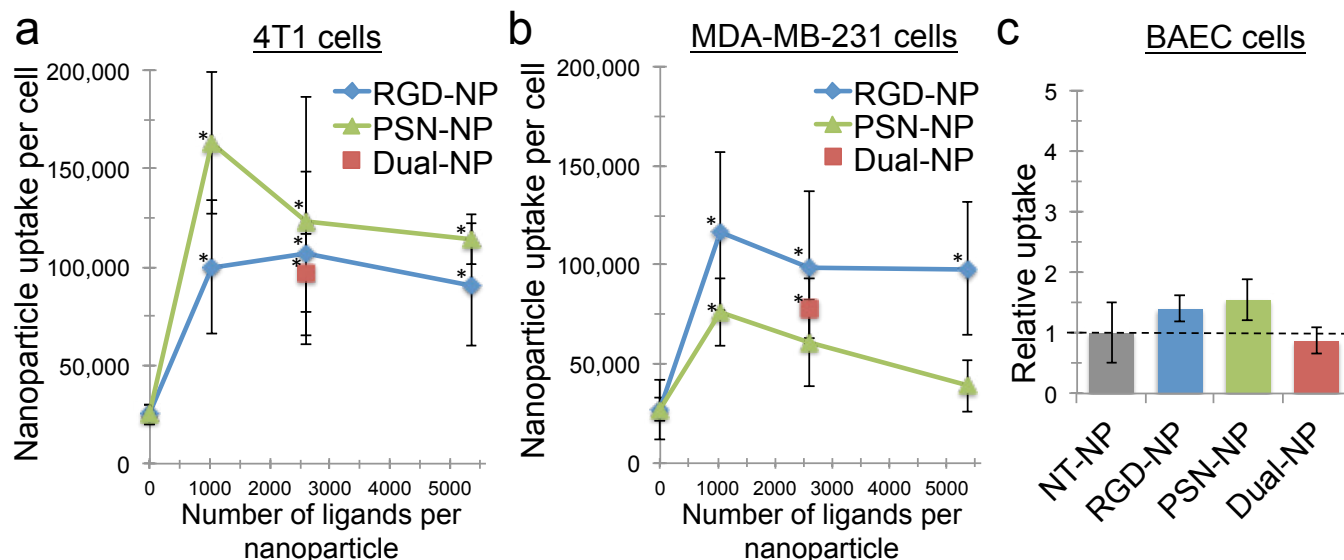 a
4T1 cells
Nanoparticle uptake per cell
200,000
150,000
100,000
50,000
0
RGD-NP
PSN-NP
Dual-NP
*
*
*
*
*
*
*
0 1000 2000 3000 4000 5000
Number of ligands per
nanoparticle
b
MDA-MB-231 cells
Nanoparticle uptake per cell
200,000
150,000
100,000
50,000
0
RGD-NP
PSN-NP
Dual-NP
*
*
*
*
*
0 1000 2000 3000 4000 5000
Number of ligands per
nanoparticle
c
BAEC cells
Relative uptake
5
4
3
2
1
0
NT-NP
RGD-NP
PSN-NP
Dual-NP